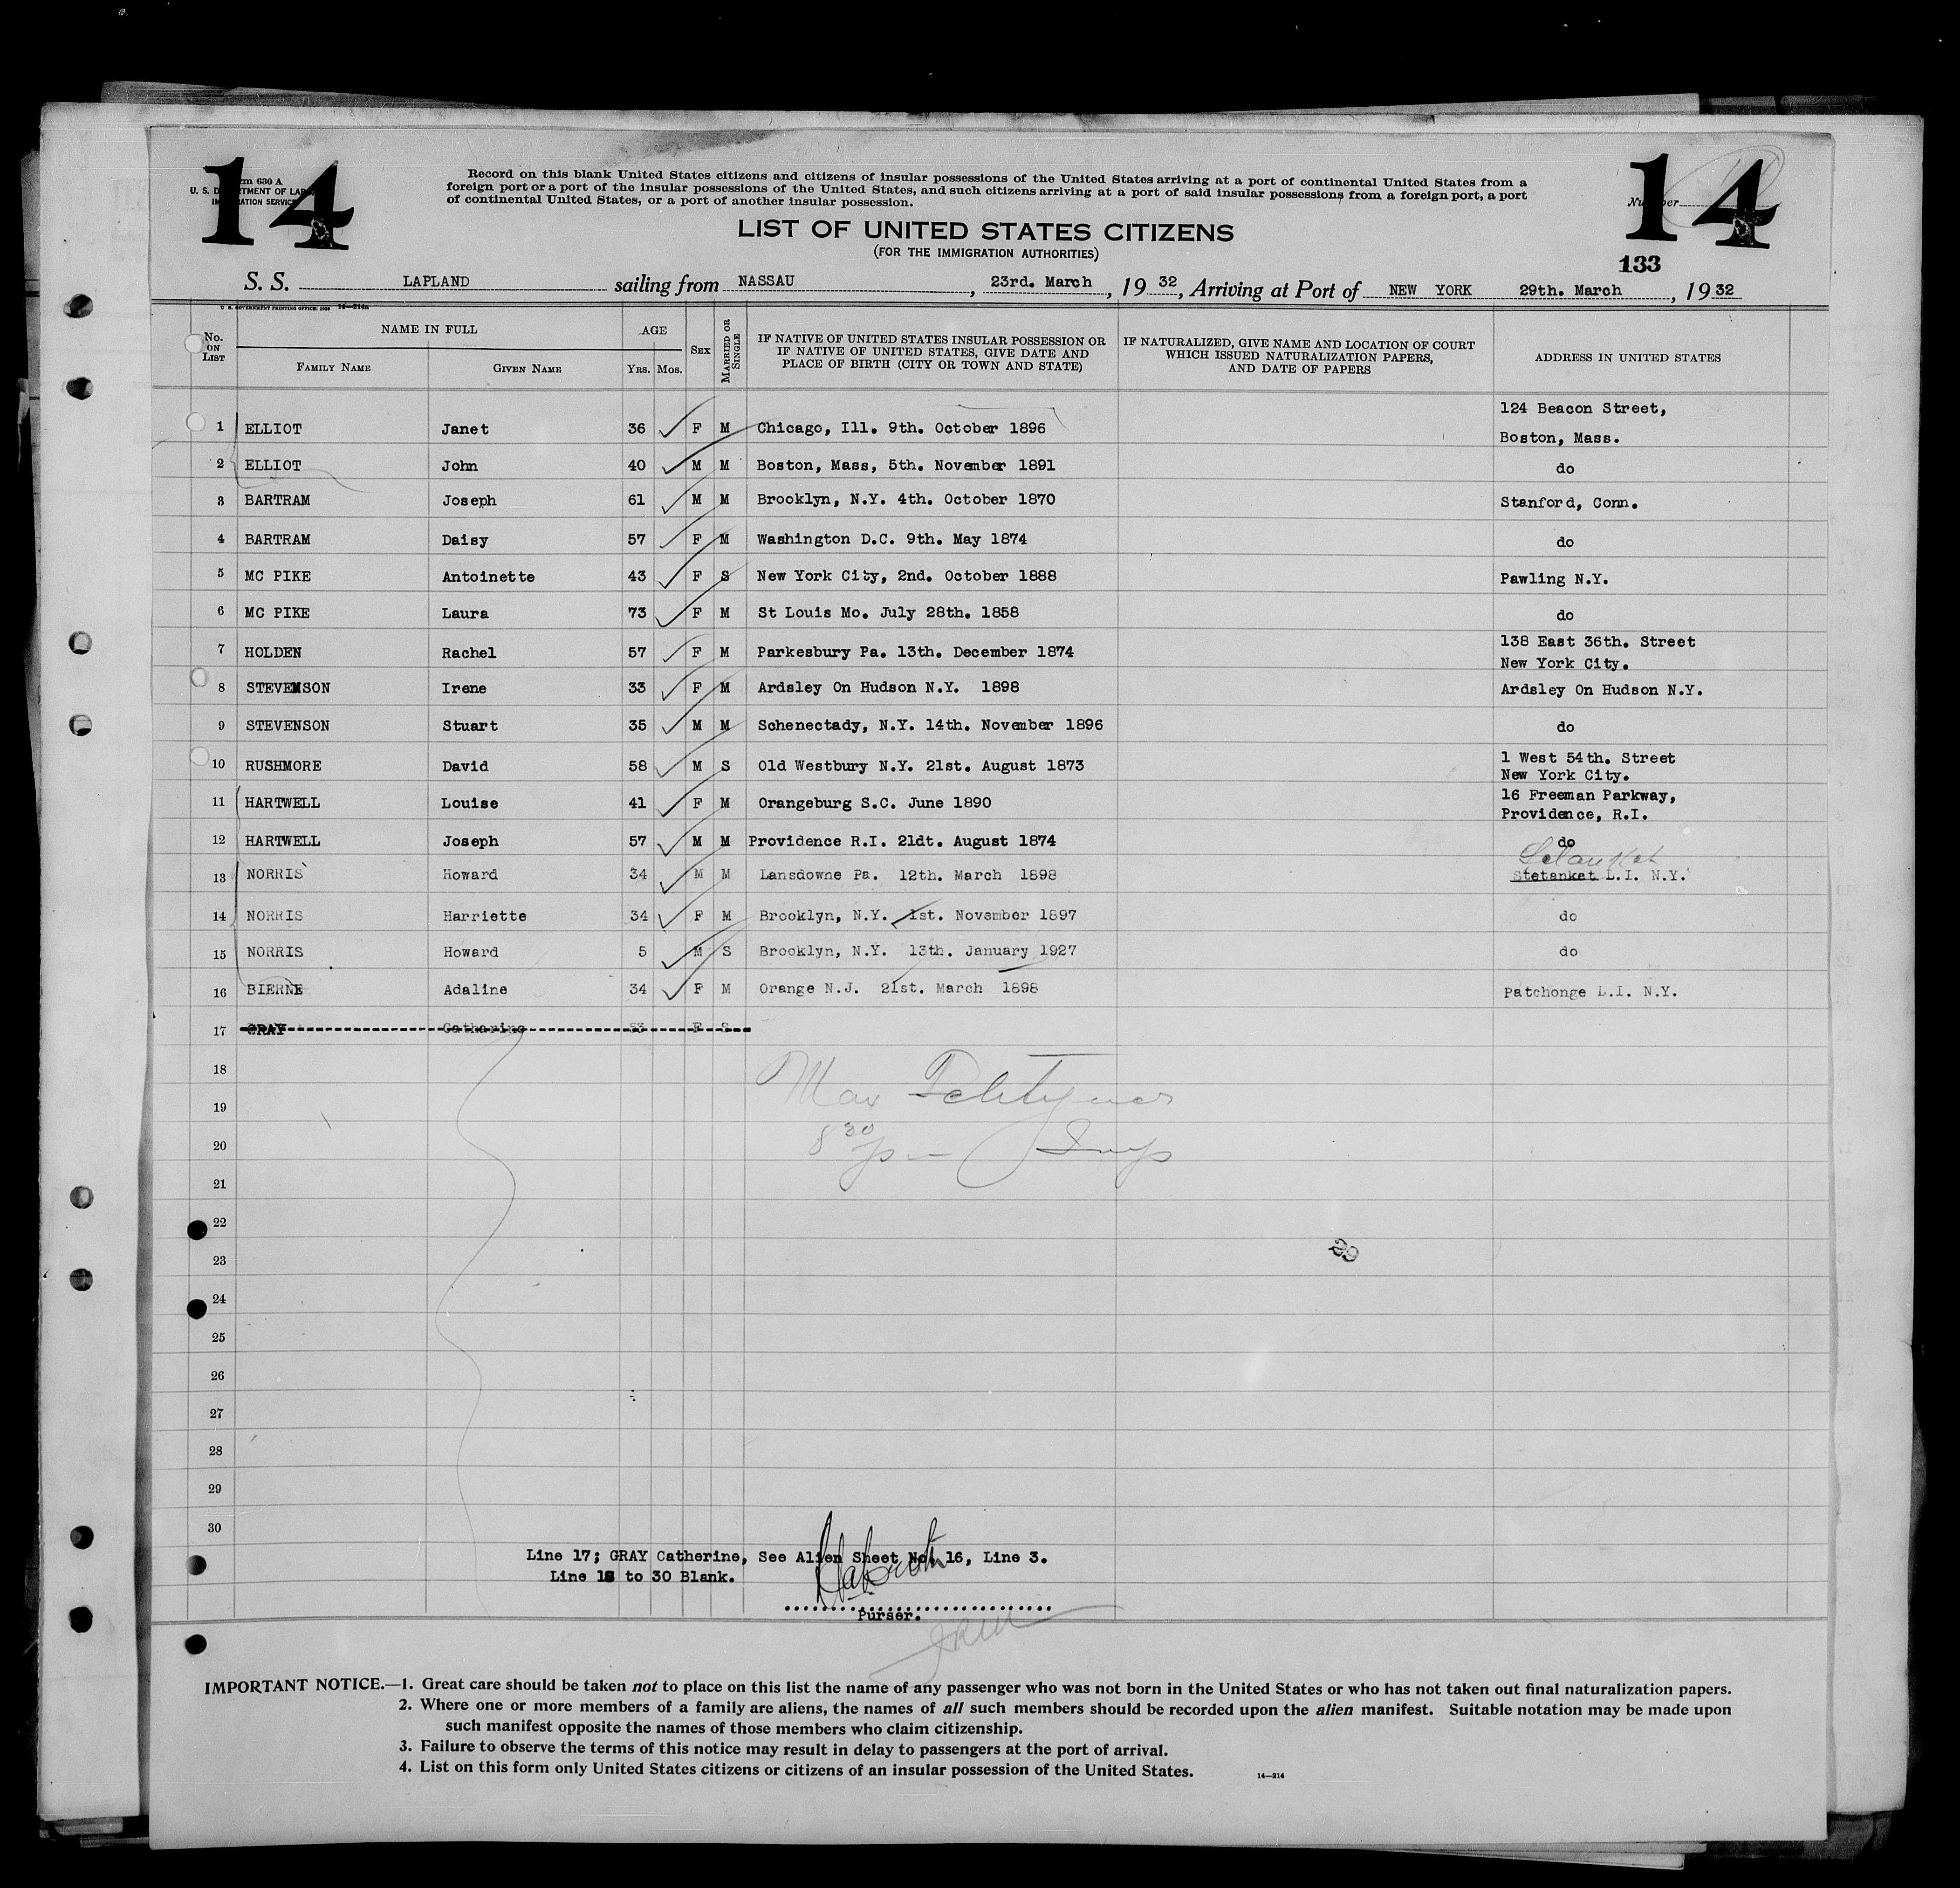 14
Form 630 A
U. S. DEPARTMENT OF LABOR
IMMIGRATION SERVICE
Record on this blank United States citizens and citizens of insular possessions of the United States arriving at a port of continental United States from a
foreign port or a port of the insular possessions of the United States, and such citizens arriving at a port of said insular possessions from a foreign port, a port
of continental United States, or a port of another insular possession.
14
Number
133
LIST OF UNITED STATES CITIZENS
(FOR THE IMMIGRATION AUTHORITIES)
S. S. LAPLAND sailing from NASSAU, 23rd. March, 1932, Arriving at Port of NEW YORK 29th. March, 1932
U. S. GOVERNMENT PRINTING OFFICE: 14—214a
No. ON LIST
NAME IN FULL
FAMILY NAME
GIVEN NAME
AGE
YRS. MOS.
SEX
MARRIED OR SINGLE
IF NATIVE OF UNITED STATES INSULAR POSSESSION OR
IF NATIVE OF UNITED STATES, GIVE DATE AND
PLACE OF BIRTH (CITY OR TOWN AND STATE)
IF NATURALIZED, GIVE NAME AND LOCATION OF COURT
WHICH ISSUED NATURALIZATION PAPERS,
AND DATE OF PAPERS
ADDRESS IN UNITED STATES
1 ELLIOT Janet 36 F M Chicago, Ill. 9th. October 1896 124 Beacon Street,
Boston, Mass.
2 ELLIOT John 40 M M Boston, Mass, 5th. November 1891 do
3 BARTRAM Joseph 61 M M Brooklyn, N.Y. 4th. October 1870 Stanford, Conn.
4 BARTRAM Daisy 57 F M Washington D.C. 9th. May 1874 do
5 MC PIKE Antoinette 43 F S New York City, 2nd. October 1888 Pawling N.Y.
6 MC PIKE Laura 73 F M St Louis Mo. July 28th. 1858 do
7 HOLDEN Rachel 57 F M Parkesbury Pa. 13th. December 1874 138 East 36th. Street
New York City.
8 STEVENSON Irene 33 F M Ardsley On Hudson N.Y. 1898 Ardsley On Hudson N.Y.
9 STEVENSON Stuart 35 M M Schenectady, N.Y. 14th. November 1896 do
10 RUSHMORE David 58 M S Old Westbury N.Y. 21st. August 1873 1 West 54th. Street
New York City.
11 HARTWELL Louise 41 F M Orangeburg S.C. June 1890 16 Freeman Parkway,
Providence, R.I.
12 HARTWELL Joseph 57 M M Providence R.I. 21dt. August 1874 do
Setauket
13 NORRIS Howard 34 M M Lansdowne Pa. 12th. March 1898 Stetanket L.I. N.Y.
14 NORRIS Harriette 34 F M Brooklyn, N.Y. 1st. November 1897 do
15 NORRIS Howard 5 M S Brooklyn, N.Y. 13th. January 1927 do
16 BIERNE Adaline 34 F M Orange N.J. 21st. March 1898 Patchonge L.I. N.Y.
17 GRAY Catharine 53 F S
18
Max
19
8 30 pm Insp
20
21
22
23
24
25
26
27
28
29
30
Line 17; GRAY Catherine, See Alien Sheet No. 16, Line 3.
Line 18 to 30 Blank.
Purser.
IMPORTANT NOTICE.—1. Great care should be taken not to place on this list the name of any passenger who was not born in the United States or who has not taken out final naturalization papers.
2. Where one or more members of a family are aliens, the names of all such members should be recorded upon the alien manifest. Suitable notation may be made upon
such manifest opposite the names of those members who claim citizenship.
3. Failure to observe the terms of this notice may result in delay to passengers at the port of arrival.
4. List on this form only United States citizens or citizens of an insular possession of the United States. 14—214